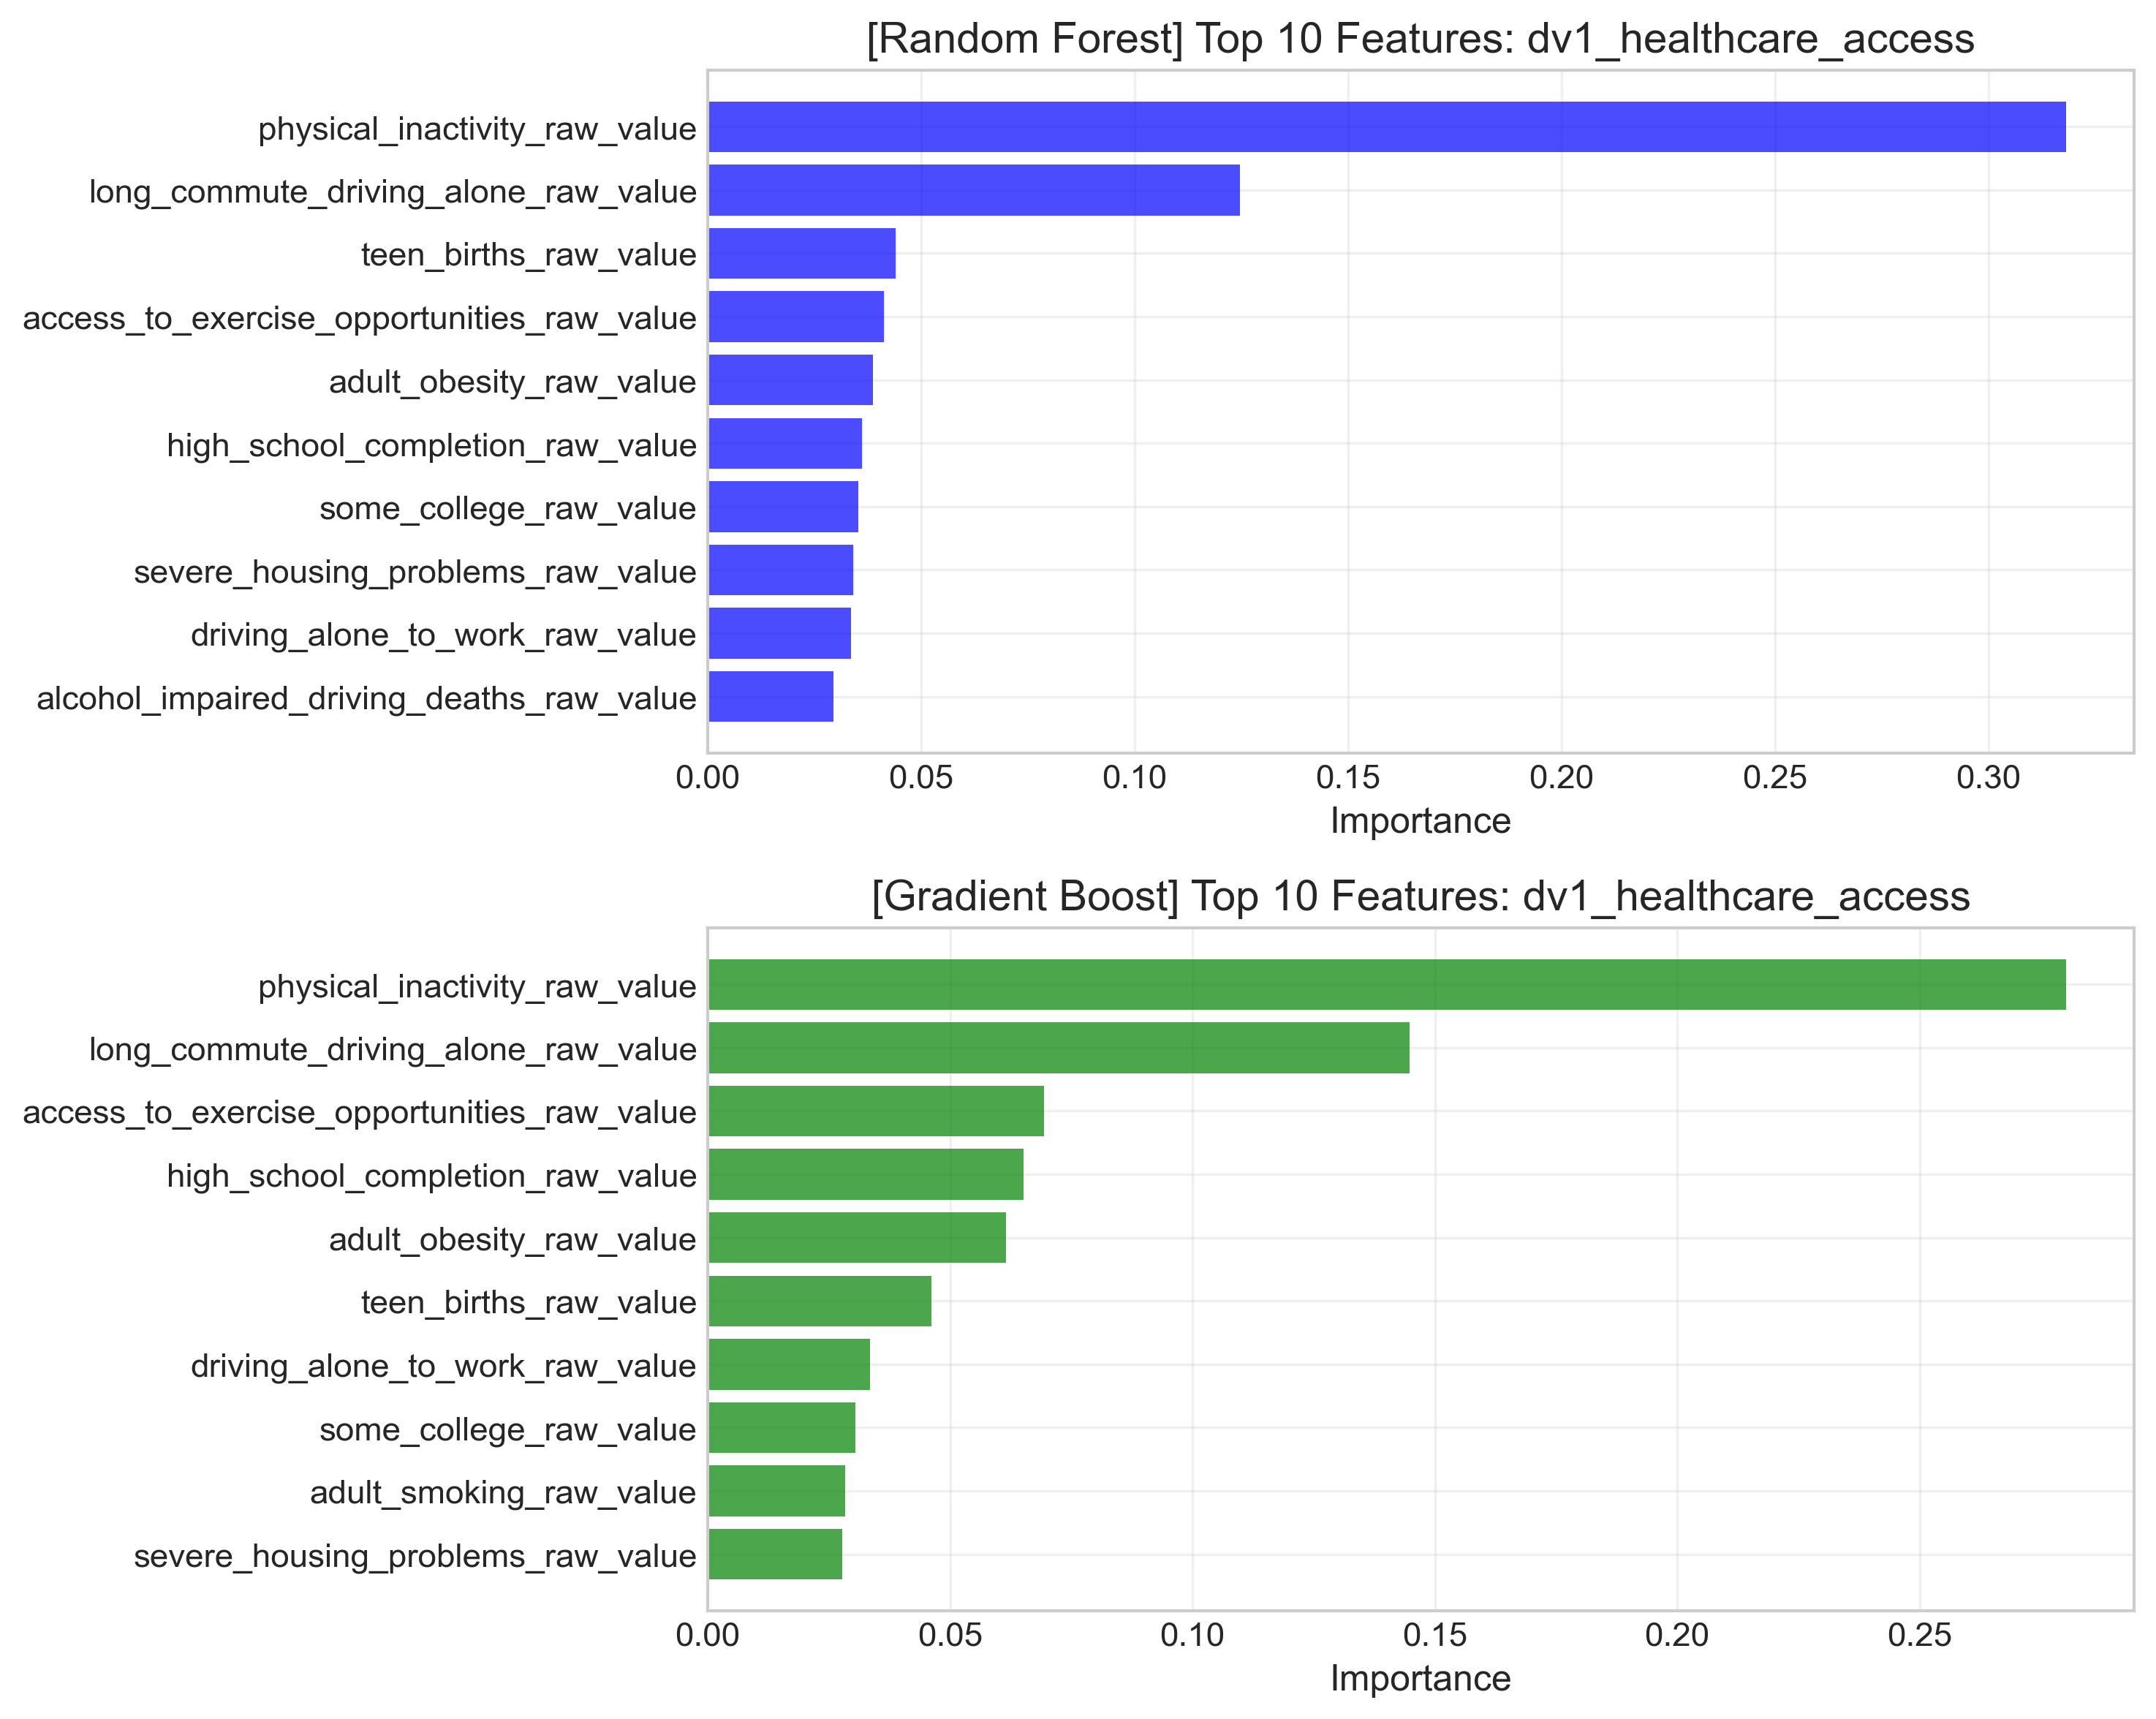 [Random Forest] Top 10 Features: dv1_healthcare_access
physical_inactivity_raw_value
long_commute_driving_alone_raw_value
teen_births_raw_value
access_to_exercise_opportunities_raw_value
adult_obesity_raw_value
high_school_completion_raw_value
some_college_raw_value
severe_housing_problems_raw_value
driving_alone_to_work_raw_value
alcohol_impaired_driving_deaths_raw_value
0.00 0.05 0.10 0.15 0.20 0.25 0.30
Importance
[Gradient Boost] Top 10 Features: dv1_healthcare_access
physical_inactivity_raw_value
long_commute_driving_alone_raw_value
access_to_exercise_opportunities_raw_value
high_school_completion_raw_value
adult_obesity_raw_value
teen_births_raw_value
driving_alone_to_work_raw_value
some_college_raw_value
adult_smoking_raw_value
severe_housing_problems_raw_value
0.00 0.05 0.10 0.15 0.20 0.25
Importance